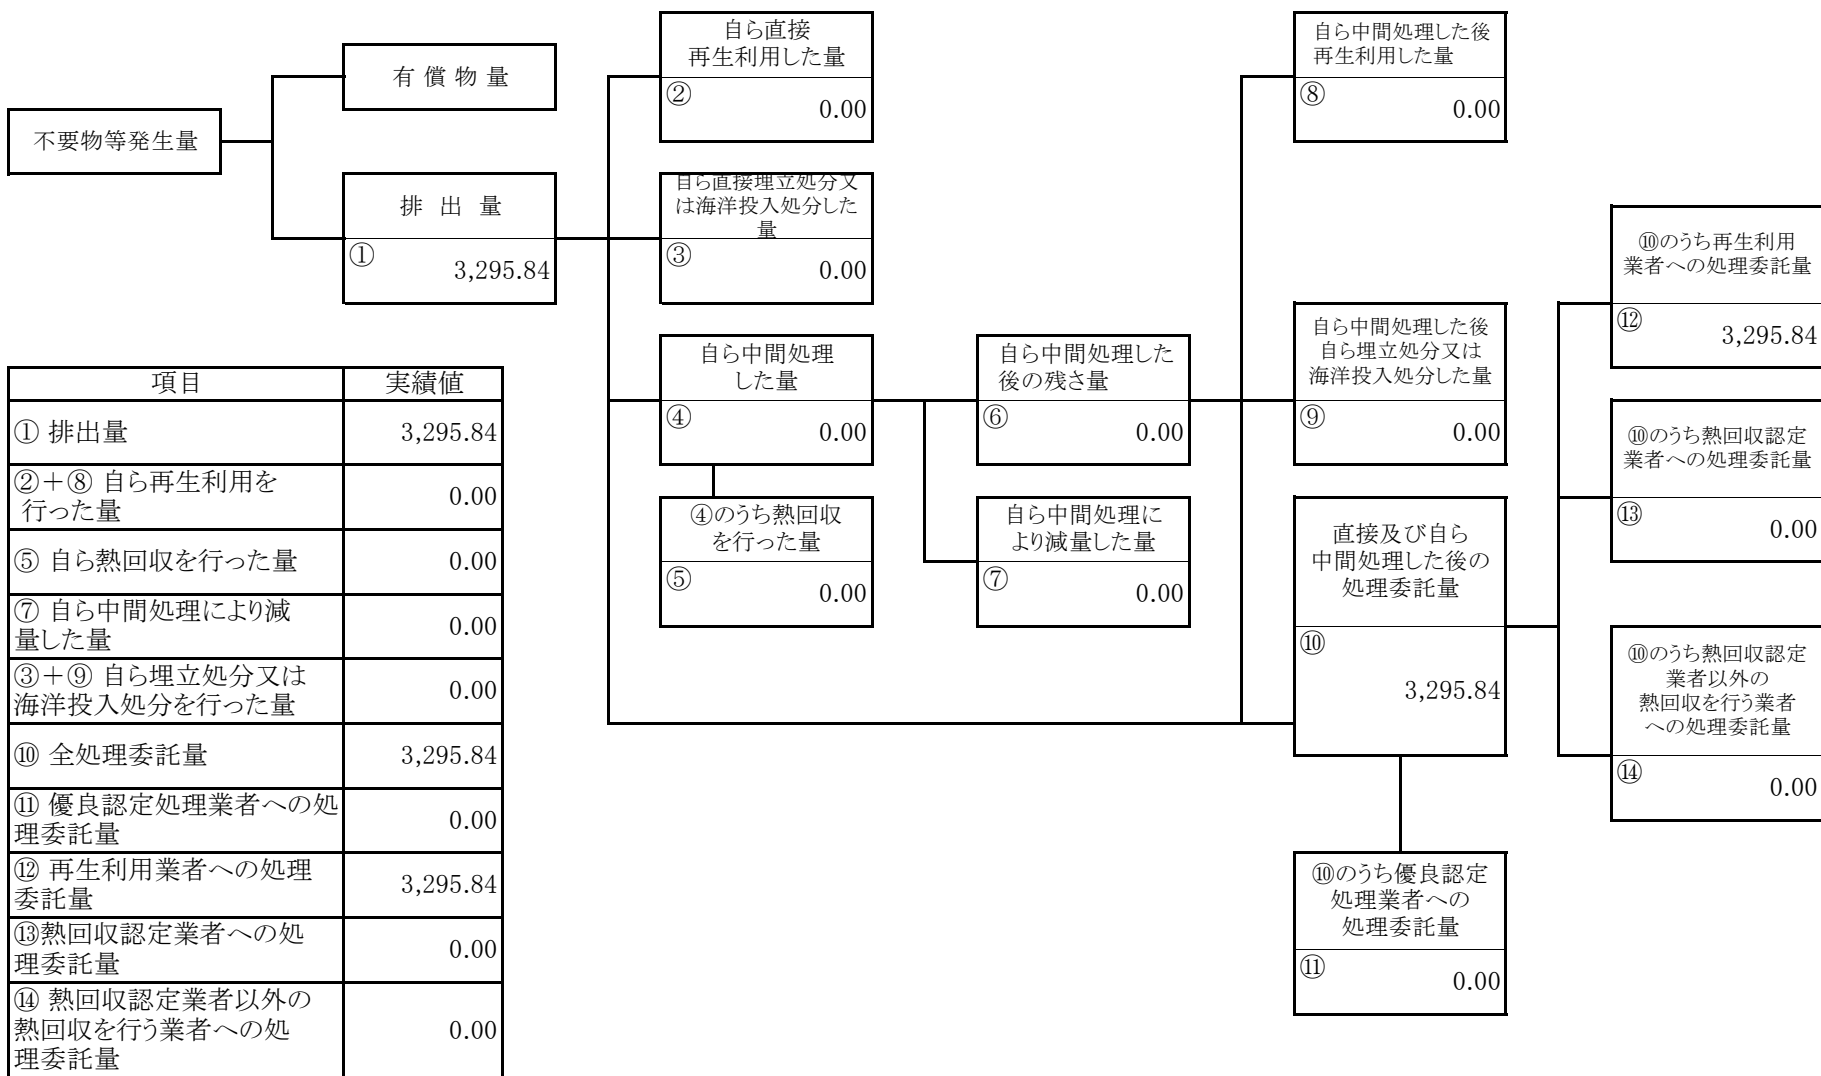 不要物等発生量
有 償 物 量
排 出 量
①
3,295.84
自ら直接
再生利用した量
②
0.00
自ら直接埋立処分又
は海洋投入処分した
量
③
0.00
自ら中間処理
した量
④
0.00
④のうち熱回収
を行った量
⑤
0.00
自ら中間処理した
後の残さ量
⑥
0.00
自ら中間処理に
より減量した量
⑦
0.00
自ら中間処理した後
再生利用した量
⑧
0.00
自ら中間処理した後
自ら埋立処分又は
海洋投入処分した量
⑨
0.00
直接及び自ら
中間処理した後の
処理委託量
⑩
3,295.84
⑩のうち優良認定
処理業者への
処理委託量
⑪
0.00
⑩のうち再生利用
業者への処理委託量
⑫
3,295.84
⑩のうち熱回収認定
業者への処理委託量
⑬
0.00
⑩のうち熱回収認定
業者以外の
熱回収を行う業者
への処理委託量
⑭
0.00
項目 実績値
① 排出量 3,295.84
②＋⑧ 自ら再生利用を
行った量 0.00
⑤ 自ら熱回収を行った量 0.00
⑦ 自ら中間処理により減
量した量 0.00
③＋⑨ 自ら埋立処分又は
海洋投入処分を行った量 0.00
⑩ 全処理委託量 3,295.84
⑪ 優良認定処理業者への処
理委託量 0.00
⑫ 再生利用業者への処理
委託量 3,295.84
⑬熱回収認定業者への処
理委託量 0.00
⑭ 熱回収認定業者以外の
熱回収を行う業者への処
理委託量 0.00